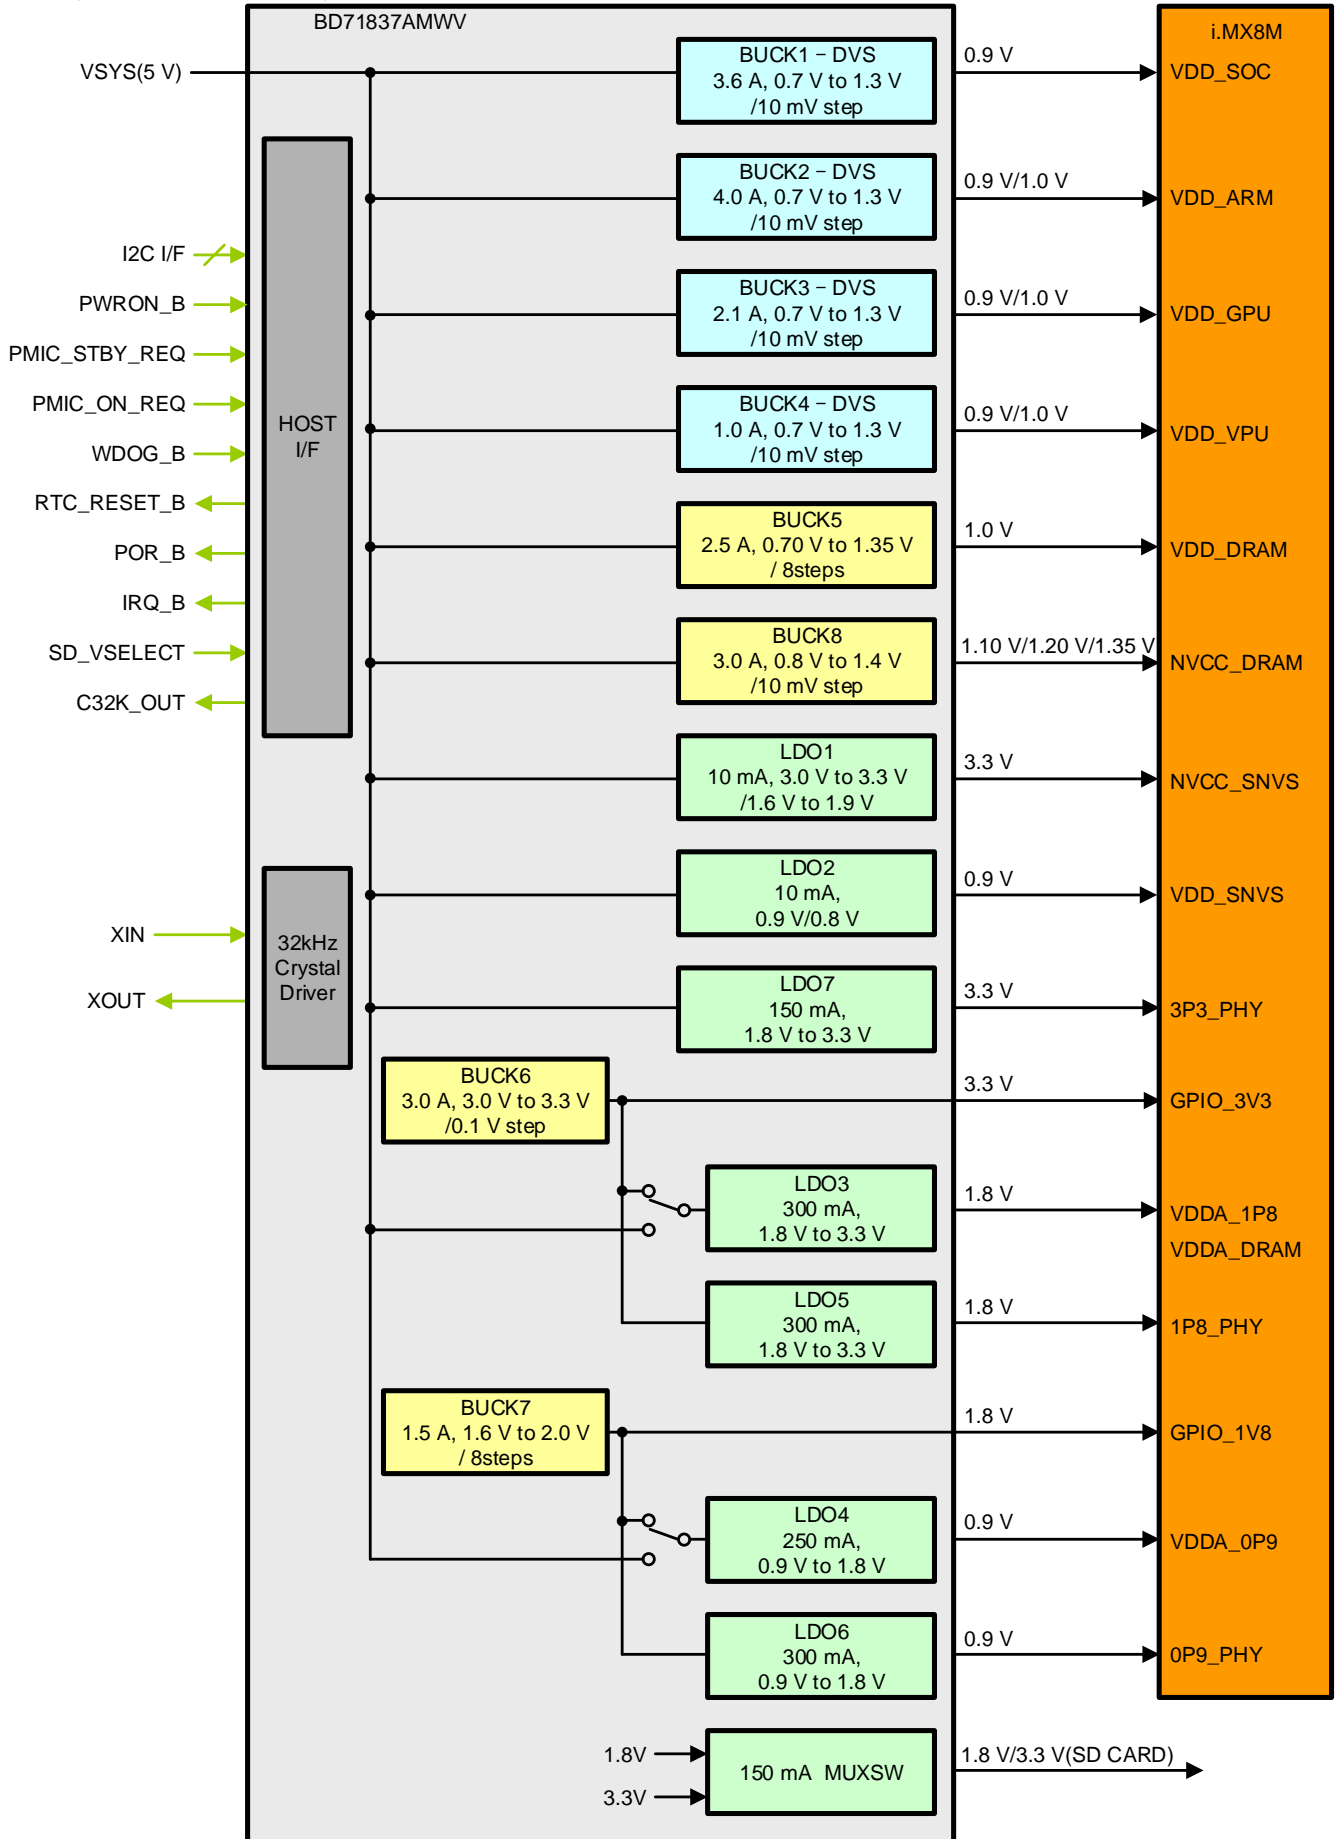 BD71837AMWV
i.MX8M
VSYS(5 V)
BUCK1 – DVS
3.6 A, 0.7 V to 1.3 V
/10 mV step
0.9 V
VDD_SOC
BUCK2 – DVS
4.0 A, 0.7 V to 1.3 V
/10 mV step
0.9 V/1.0 V
VDD_ARM
I2C I/F
PWRON_B
PMIC_STBY_REQ
PMIC_ON_REQ
WDOG_B
RTC_RESET_B
POR_B
IRQ_B
SD_VSELECT
C32K_OUT
HOST
I/F
BUCK3 – DVS
2.1 A, 0.7 V to 1.3 V
/10 mV step
0.9 V/1.0 V
VDD_GPU
BUCK4 – DVS
1.0 A, 0.7 V to 1.3 V
/10 mV step
0.9 V/1.0 V
VDD_VPU
BUCK5
2.5 A, 0.70 V to 1.35 V
/ 8steps
1.0 V
VDD_DRAM
BUCK8
3.0 A, 0.8 V to 1.4 V
/10 mV step
1.10 V/1.20 V/1.35 V
NVCC_DRAM
LDO1
10 mA, 3.0 V to 3.3 V
/1.6 V to 1.9 V
3.3 V
NVCC_SNVS
LDO2
10 mA,
0.9 V/0.8 V
0.9 V
VDD_SNVS
XIN
XOUT
32kHz
Crystal
Driver
LDO7
150 mA,
1.8 V to 3.3 V
3.3 V
3P3_PHY
BUCK6
3.0 A, 3.0 V to 3.3 V
/0.1 V step
3.3 V
GPIO_3V3
LDO3
300 mA,
1.8 V to 3.3 V
1.8 V
VDDA_1P8
VDDA_DRAM
LDO5
300 mA,
1.8 V to 3.3 V
1.8 V
1P8_PHY
BUCK7
1.5 A, 1.6 V to 2.0 V
/ 8steps
1.8 V
GPIO_1V8
LDO4
250 mA,
0.9 V to 1.8 V
0.9 V
VDDA_0P9
LDO6
300 mA,
0.9 V to 1.8 V
0.9 V
0P9_PHY
1.8V
3.3V
150 mA MUXSW
1.8 V/3.3 V(SD CARD)